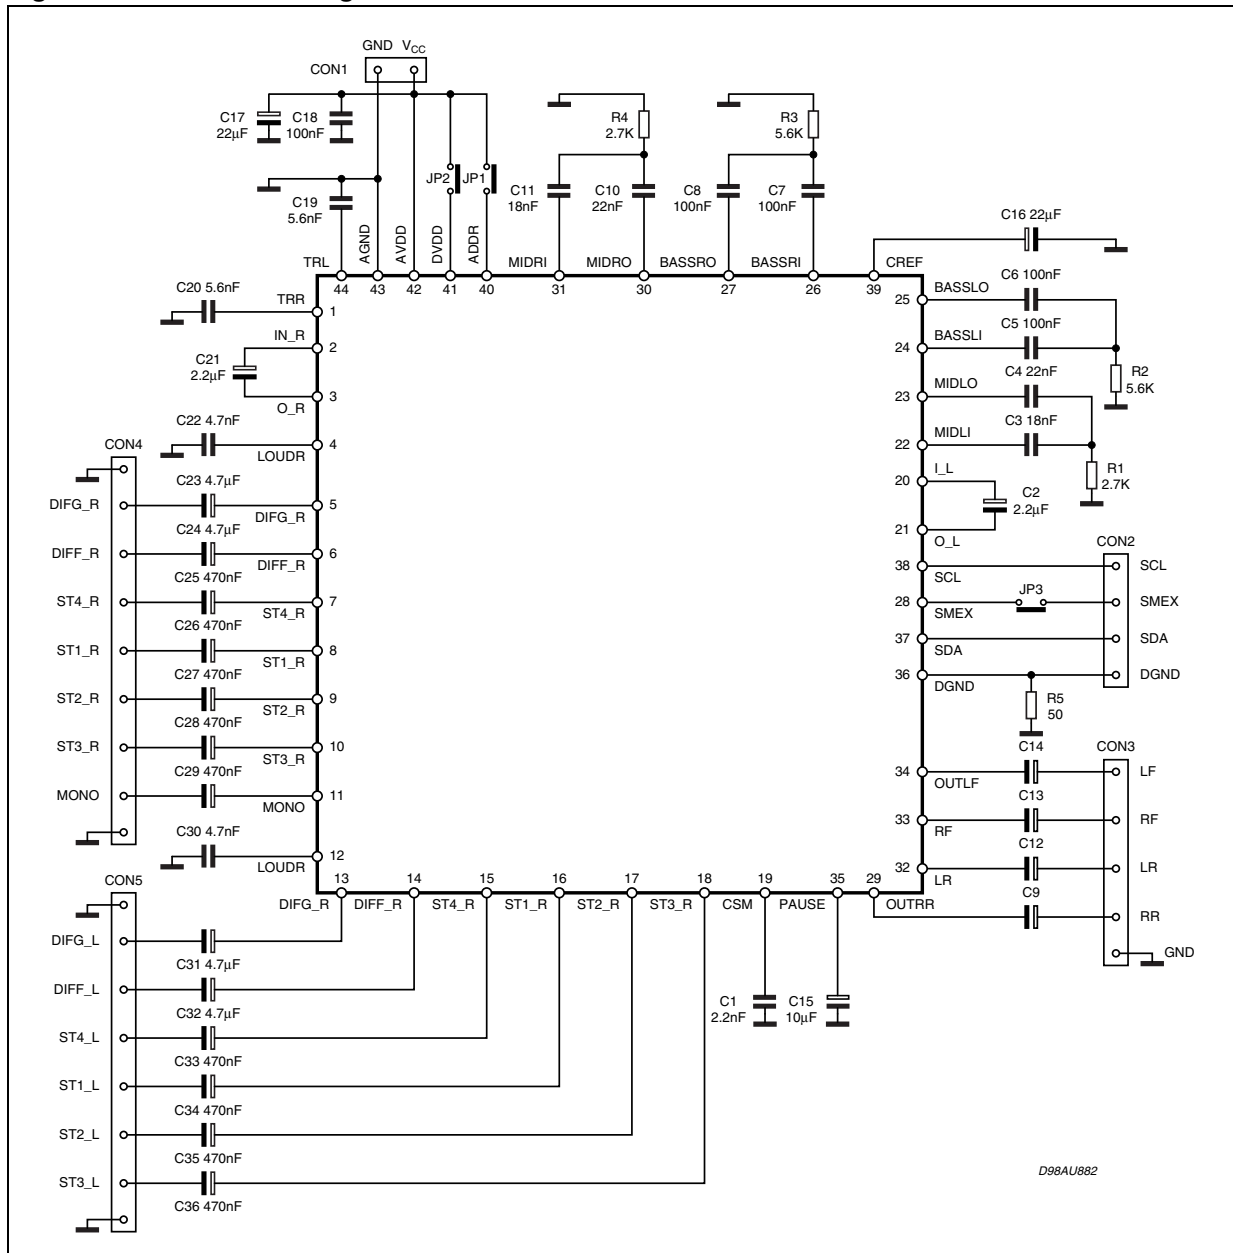 GND VCC
CON1
C17
22µF
C18
100nF
C19
5.6nF
JP2
JP1
R4
2.7K
R3
5.6K
C11
18nF
C10
22nF
C8
100nF
C7
100nF
C16 22µF
TRL
AGND
AVDD
DVDD
ADDR
MIDRI
MIDRO
BASSRO
BASSRI
CREF
44
43
42
41
40
31
30
27
26
39
C20 5.6nF
TRR
1
IN_R
2
C21
2.2µF
3
O_R
C22 4.7nF
4
LOUDR
CON4
C23 4.7µF
DIFG_R
5
DIFG_R
C24 4.7µF
DIFF_R
6
DIFF_R
C25 470nF
ST4_R
7
ST4_R
C26 470nF
ST1_R
8
ST1_R
C27 470nF
ST2_R
9
ST2_R
C28 470nF
ST3_R
10
ST3_R
C29 470nF
MONO
11
MONO
C30 4.7nF
12
LOUDR
25
BASSLO
C6 100nF
C5 100nF
24
BASSLI
R2
5.6K
C4 22nF
23
MIDLO
C3 18nF
22
MIDLI
R1
2.7K
20
I_L
C2
2.2µF
21
O_L
CON2
38
SCL
SCL
28
SMEX
JP3
SMEX
37
SDA
SDA
36
DGND
DGND
R5
50
C14
CON3
34
OUTLF
LF
C13
33
RF
RF
C12
32
LR
LR
C9
RR
GND
CON5
13
14
15
16
17
18
19
35
29
DIFG_R
DIFF_R
ST4_R
ST1_R
ST2_R
ST3_R
CSM
PAUSE
OUTRR
DIFG_L
C31 4.7µF
DIFF_L
C32 4.7µF
ST4_L
C33 470nF
ST1_L
C34 470nF
ST2_L
C35 470nF
ST3_L
C36 470nF
C1
2.2nF
C15
10µF
D98AU882